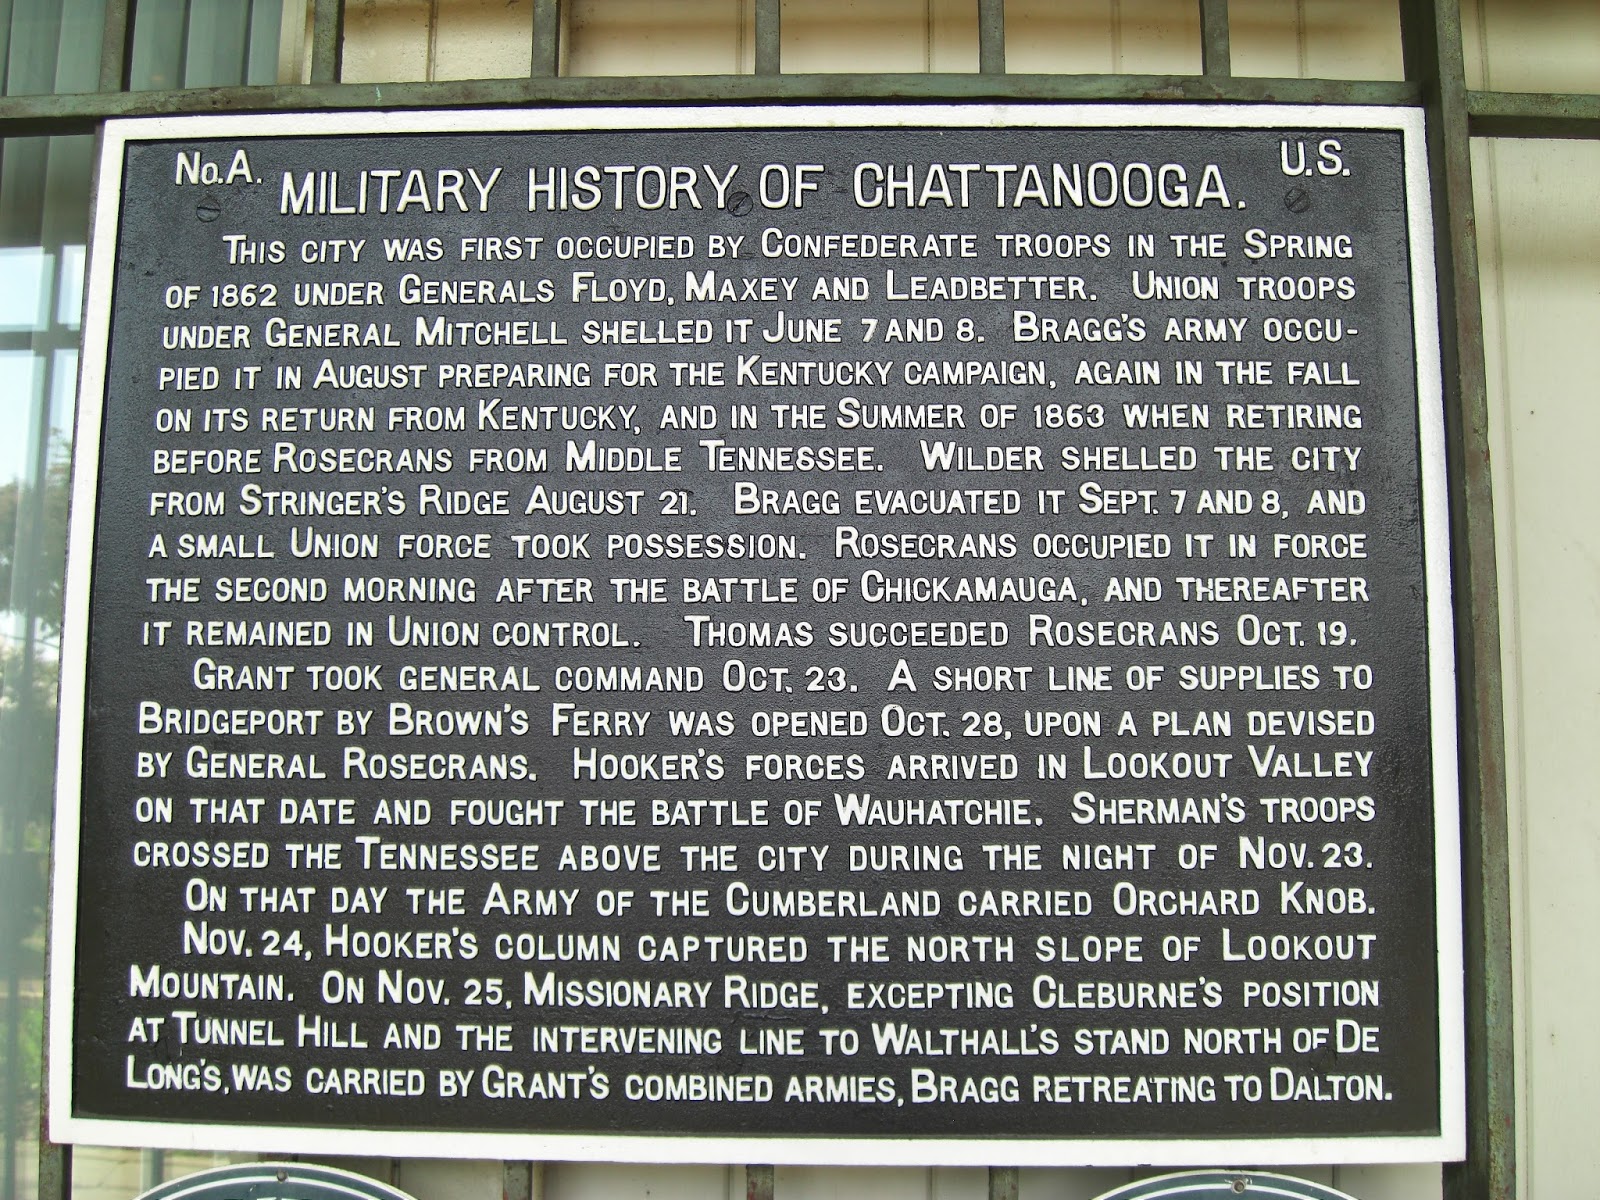 No. A. U.S.
MILITARY HISTORY OF CHATTANOOGA.
THIS CITY WAS FIRST OCCUPIED BY CONFEDERATE TROOPS IN THE SPRING
OF 1862 UNDER GENERALS FLOYD, MAXEY AND LEADBETTER. UNION TROOPS
UNDER GENERAL MITCHELL SHELLED IT JUNE 7 AND 8. BRAGG'S ARMY OCCU-
PIED IT IN AUGUST PREPARING FOR THE KENTUCKY CAMPAIGN, AGAIN IN THE FALL
ON ITS RETURN FROM KENTUCKY, AND IN THE SUMMER OF 1863 WHEN RETIRING
BEFORE ROSECRANS FROM MIDDLE TENNESSEE. WILDER SHELLED THE CITY
FROM STRINGER'S RIDGE AUGUST 21. BRAGG EVACUATED IT SEPT. 7 AND 8, AND
A SMALL UNION FORCE TOOK POSSESSION. ROSECRANS OCCUPIED IT IN FORCE
THE SECOND MORNING AFTER THE BATTLE OF CHICKAMAUGA, AND THEREAFTER
IT REMAINED IN UNION CONTROL. THOMAS SUCCEEDED ROSECRANS OCT. 19.
GRANT TOOK GENERAL COMMAND OCT. 23. A SHORT LINE OF SUPPLIES TO
BRIDGEPORT BY BROWN'S FERRY WAS OPENED OCT. 28, UPON A PLAN DEVISED
BY GENERAL ROSECRANS. HOOKER'S FORCES ARRIVED IN LOOKOUT VALLEY
ON THAT DATE AND FOUGHT THE BATTLE OF WAUHATCHIE. SHERMAN'S TROOPS
CROSSED THE TENNESSEE ABOVE THE CITY DURING THE NIGHT OF NOV. 23.
ON THAT DAY THE ARMY OF THE CUMBERLAND CARRIED ORCHARD KNOB.
NOV. 24, HOOKER'S COLUMN CAPTURED THE NORTH SLOPE OF LOOKOUT
MOUNTAIN. ON NOV. 25, MISSIONARY RIDGE, EXCEPTING CLEBURNE'S POSITION
AT TUNNEL HILL AND THE INTERVENING LINE TO WALTHALL'S STAND NORTH OF DE
LONG'S, WAS CARRIED BY GRANT'S COMBINED ARMIES, BRAGG RETREATING TO DALTON.